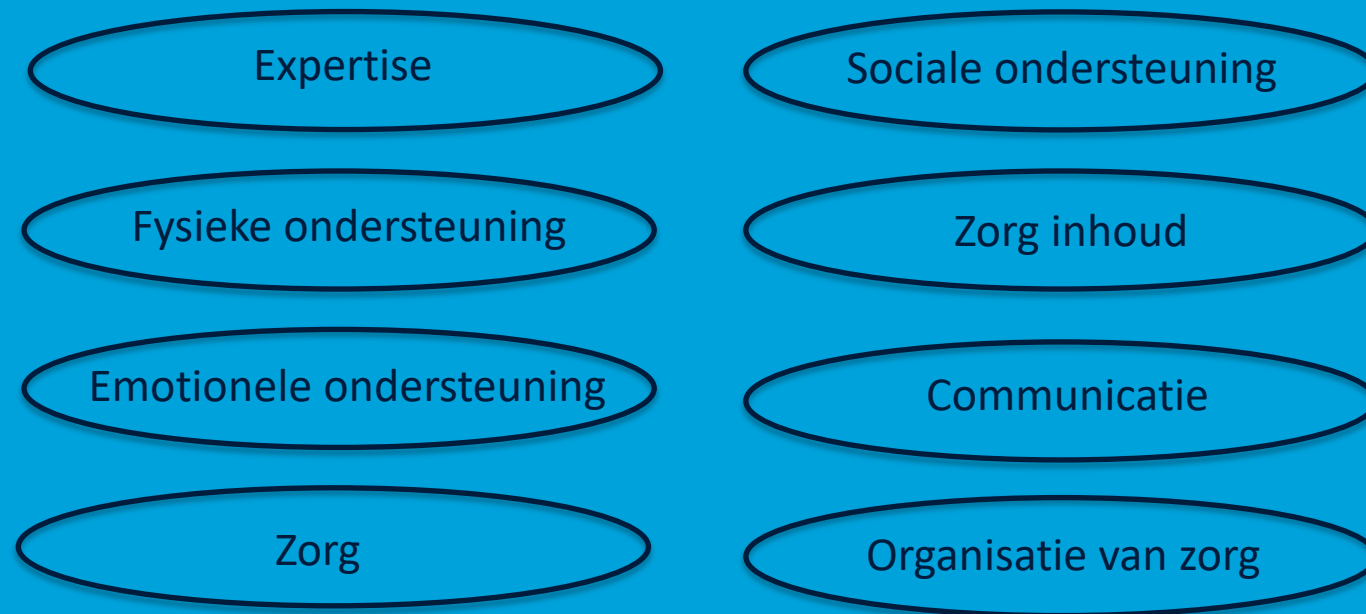 Expertise
Sociale ondersteuning
Fysieke ondersteuning
Zorg inhoud
Emotionele ondersteuning
Communicatie
Zorg
Organisatie van zorg